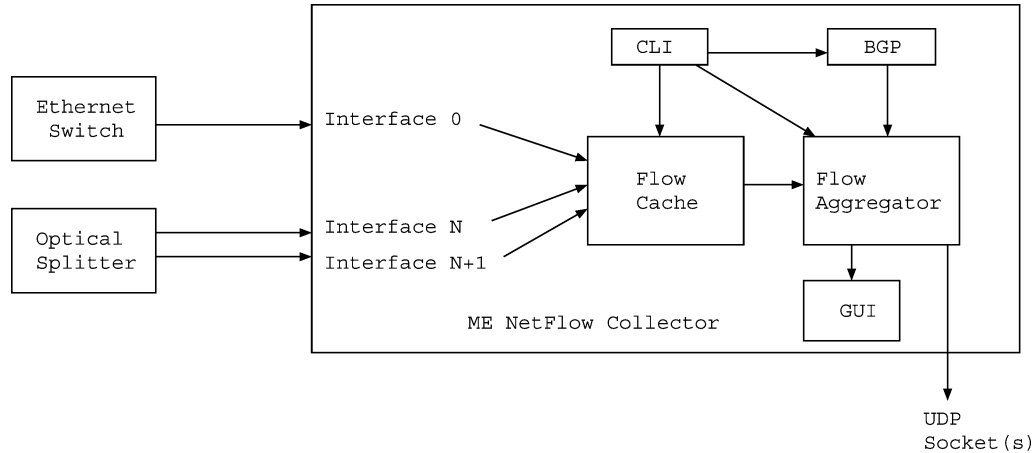 CLI
BGP
Ethernet
Switch
Interface 0
Flow
Cache
Flow
Aggregator
Optical
Splitter
Interface N
Interface N+1
GUI
ME NetFlow Collector
UDP
Socket(s)